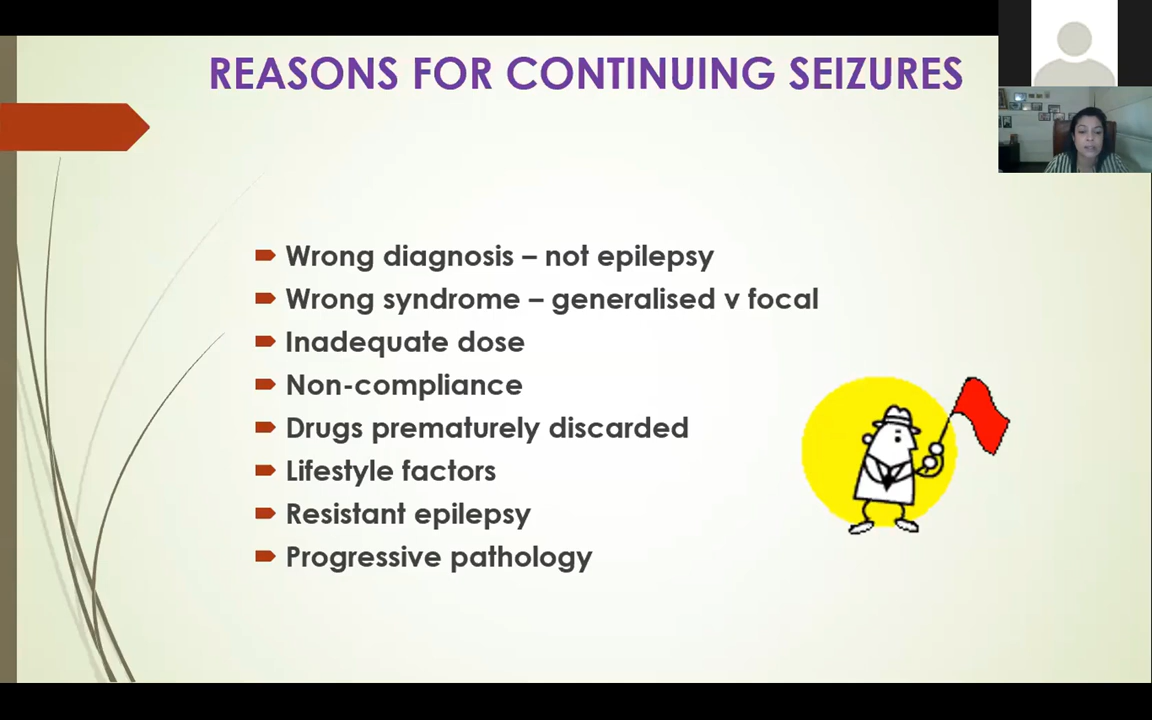 REASONS FOR CONTINUING SEIZURES
Wrong diagnosis – not epilepsy
Wrong syndrome – generalised v focal
Inadequate dose
Non-compliance
Drugs prematurely discarded
Lifestyle factors
Resistant epilepsy
Progressive pathology